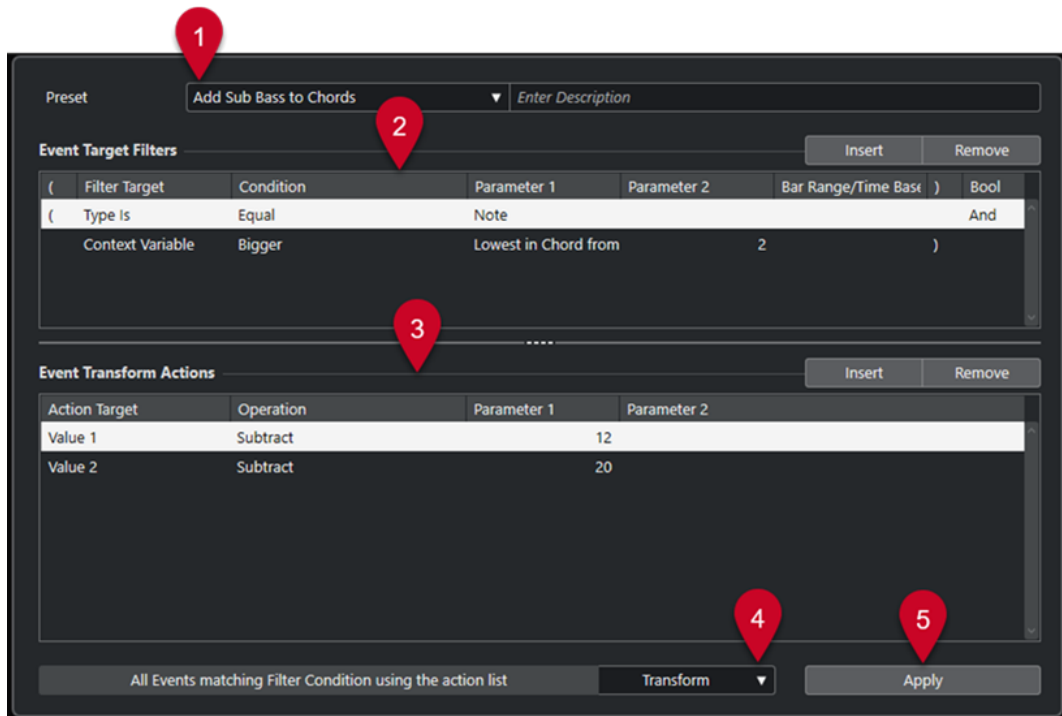 1
Preset Add Sub Bass to Chords Enter Description
2
Event Target Filters Insert Remove
( Filter Target Condition Parameter 1 Parameter 2 Bar Range/Time Base ) Bool
( Type Is Equal Note And
Context Variable Bigger Lowest in Chord from 2 )
3
Event Transform Actions Insert Remove
Action Target Operation Parameter 1 Parameter 2
Value 1 Subtract 12
Value 2 Subtract 20
4 5
All Events matching Filter Condition using the action list Transform Apply